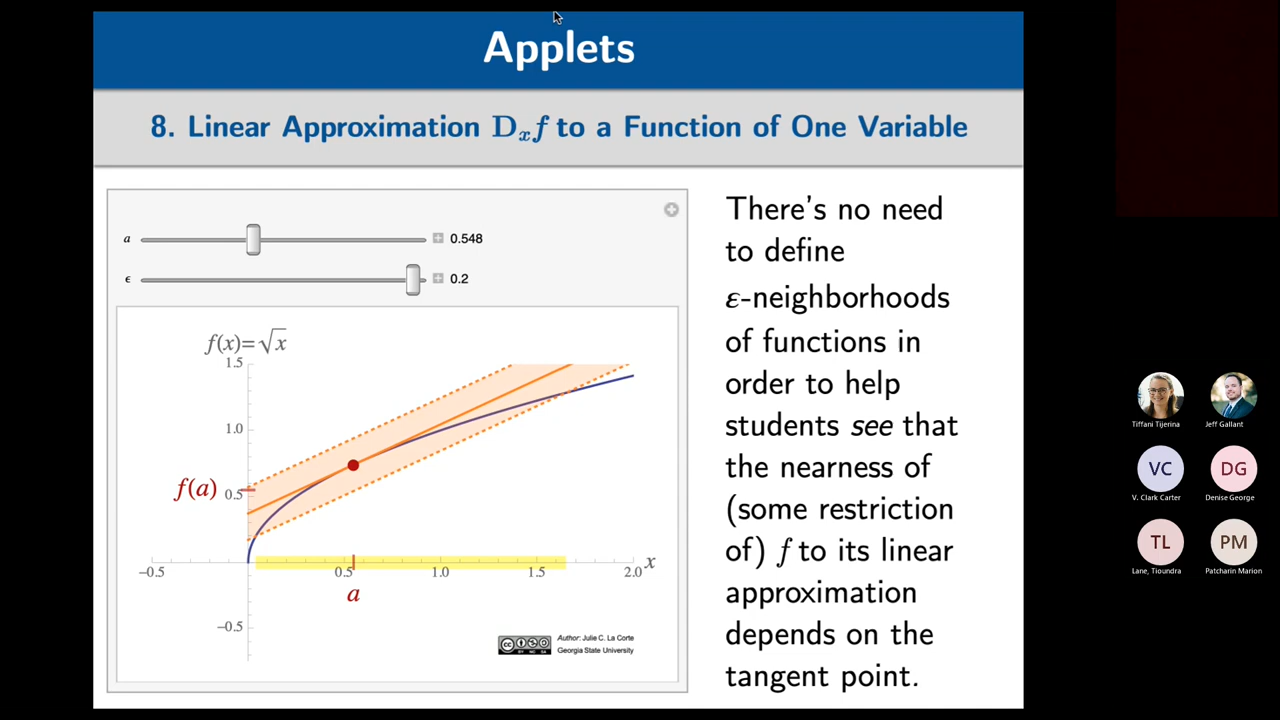 Applets
8. Linear Approximation Dₓf to a Function of One Variable
a 0.548
ϵ 0.2
f(x)=√x
1.5
1.0
f(a) 0.5
-0.5 0.5 1.0 1.5 2.0 x
a
-0.5
Author: Julie C. La Corte
Georgia State University
There's no need
to define
ε-neighborhoods
of functions in
order to help
students see that
the nearness of
(some restriction
of) f to its linear
approximation
depends on the
tangent point.
Tiffani Tijerina Jeff Gallant
VC DG
V. Clark Carter Denise George
TL PM
Lane, Tioundra Patcharin Marion